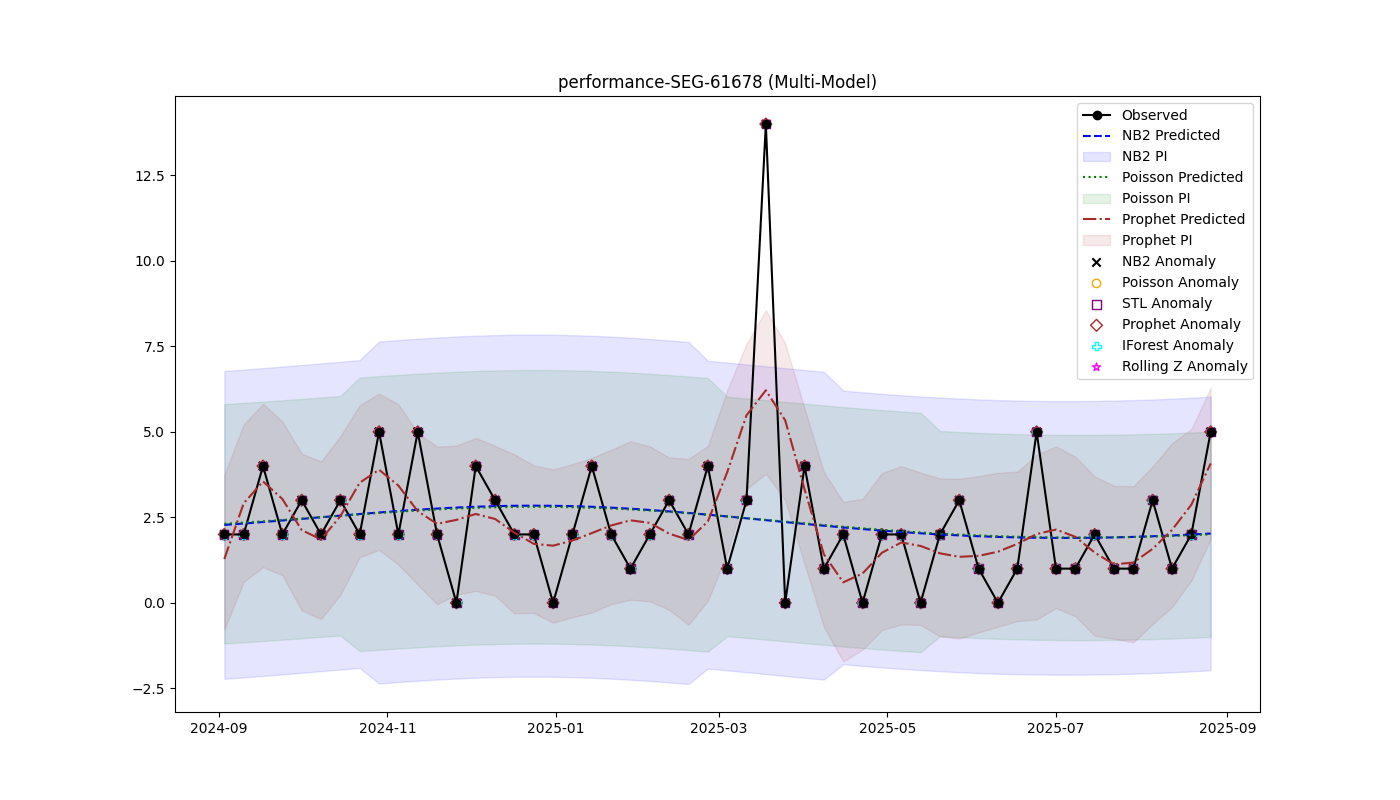 performance-SEG-61678 (Multi-Model)
Observed
NB2 Predicted
NB2 PI
Poisson Predicted
Poisson PI
Prophet Predicted
Prophet PI
NB2 Anomaly
Poisson Anomaly
STL Anomaly
Prophet Anomaly
IForest Anomaly
Rolling Z Anomaly
12.5
10.0
7.5
5.0
2.5
0.0
−2.5
2024-09
2024-11
2025-01
2025-03
2025-05
2025-07
2025-09